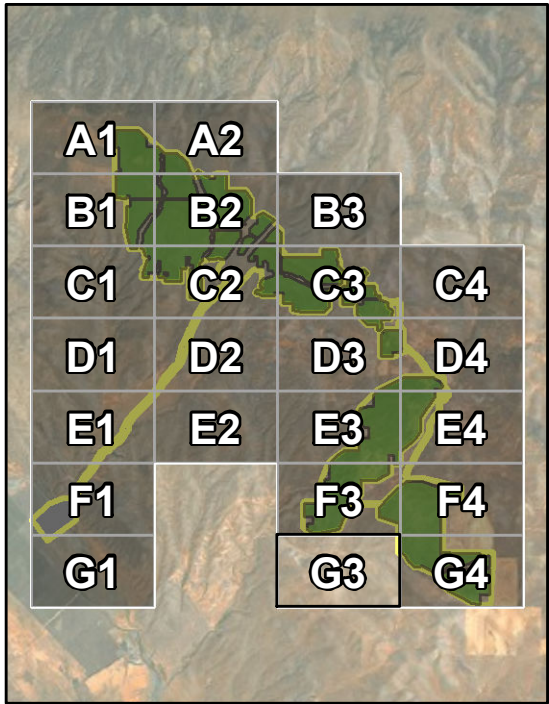 A1 A2
B1 B2 B3
C1 C2 C3 C4
D1 D2 D3 D4
E1 E2 E3 E4
F1 F3 F4
G1 G3 G4